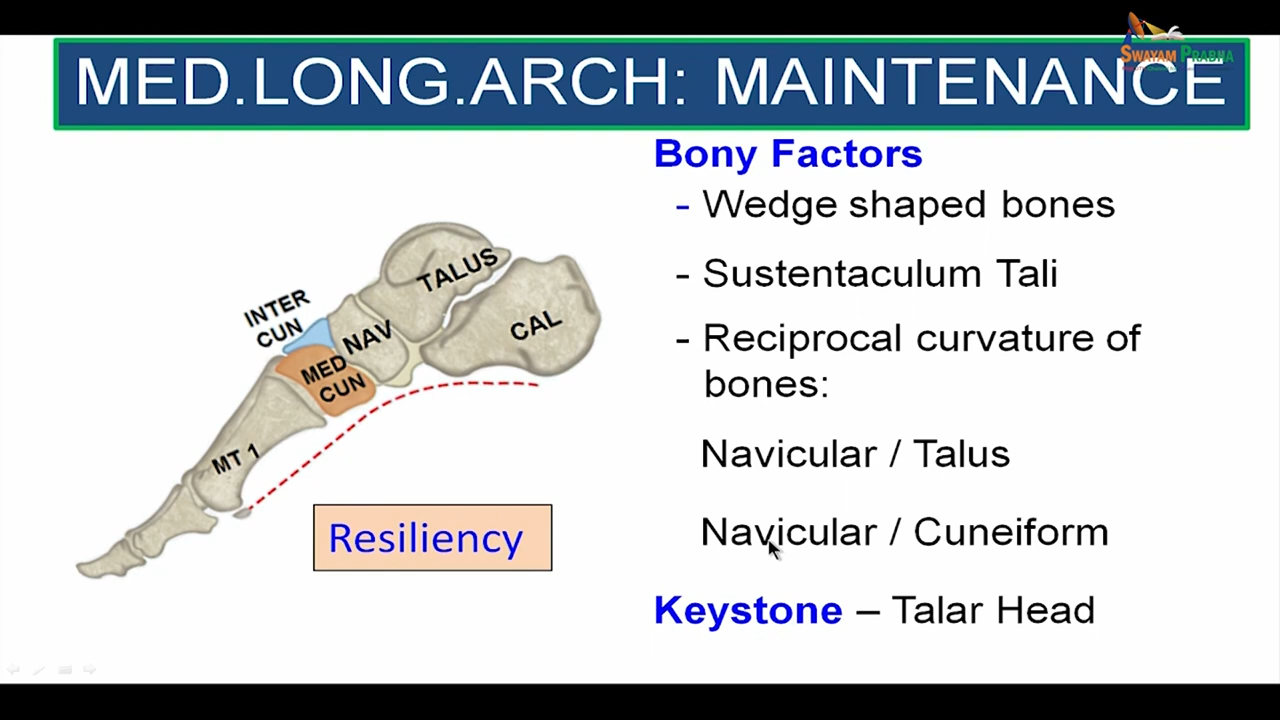 SWAYAM PRABHA
MED.LONG.ARCH: MAINTENANCE
Bony Factors
- Wedge shaped bones
- Sustentaculum Tali
- Reciprocal curvature of
bones:
Navicular / Talus
Navicular / Cuneiform
Keystone – Talar Head
TALUS
INTER
CUN
NAV
CAL
MED
CUN
MT 1
Resiliency